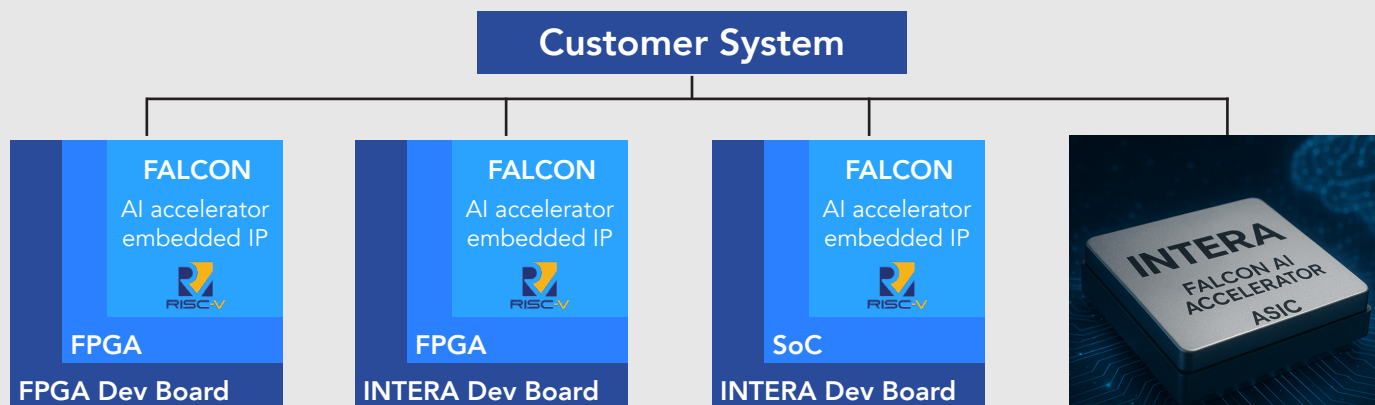 Customer System
FALCON
AI accelerator
embedded IP
RISC-V
FPGA
FPGA Dev Board
FALCON
AI accelerator
embedded IP
RISC-V
FPGA
INTERA Dev Board
FALCON
AI accelerator
embedded IP
RISC-V
SoC
INTERA Dev Board
INTERA
FALCON AI
ACCELERATOR
ASIC